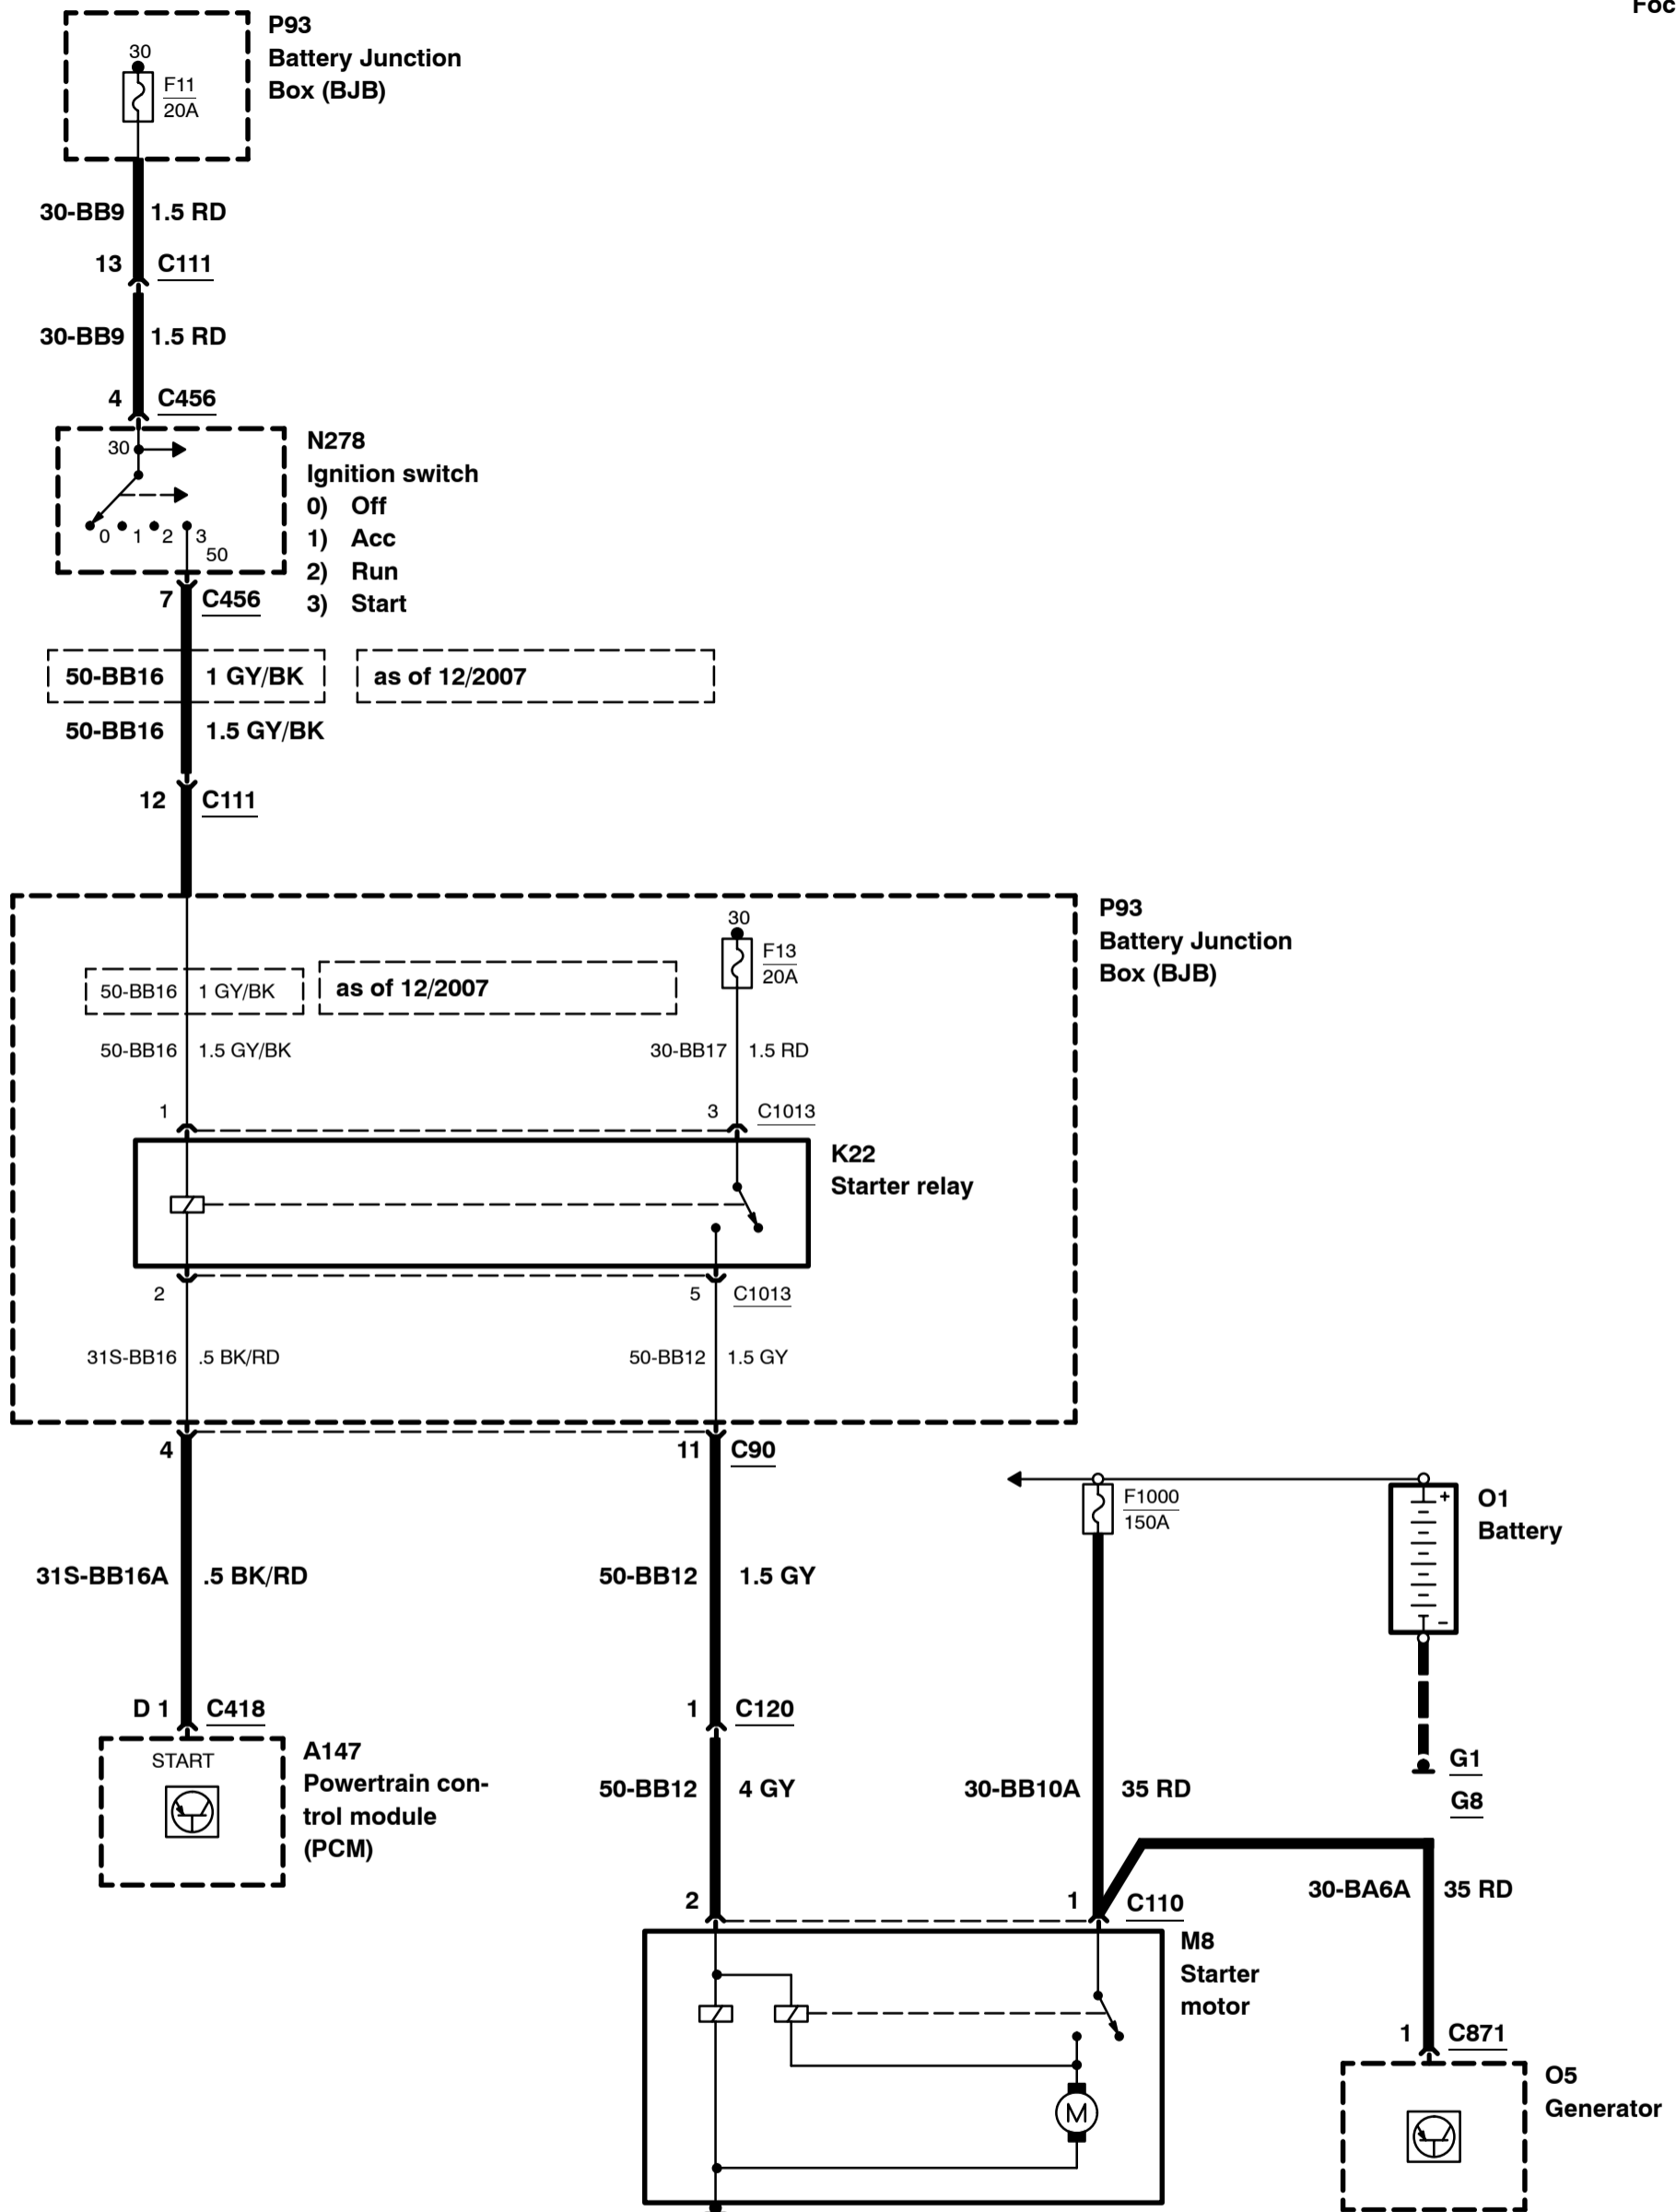 Foc
P93
Battery Junction
Box (BJB)
30
F11
20A
30-BB9 1.5 RD
13 C111
30-BB9 1.5 RD
4 C456
30
0 1 2 3
50
N278
Ignition switch
0) Off
1) Acc
2) Run
3) Start
7 C456
50-BB16 1 GY/BK as of 12/2007
50-BB16 1.5 GY/BK
12 C111
P93
Battery Junction
Box (BJB)
30
F13
20A
50-BB16 1 GY/BK as of 12/2007
50-BB16 1.5 GY/BK 30-BB17 1.5 RD
1 3 C1013
K22
Starter relay
2 5 C1013
31S-BB16 .5 BK/RD 50-BB12 1.5 GY
4 11 C90
F1000
150A
+
-
O1
Battery
31S-BB16A .5 BK/RD 50-BB12 1.5 GY
D 1 C418 1 C120
START
A147
Powertrain con-
trol module
(PCM)
G1
G8
50-BB12 4 GY 30-BB10A 35 RD
30-BA6A 35 RD
2 1 C110
M8
Starter
motor
M
1 C871
O5
Generator